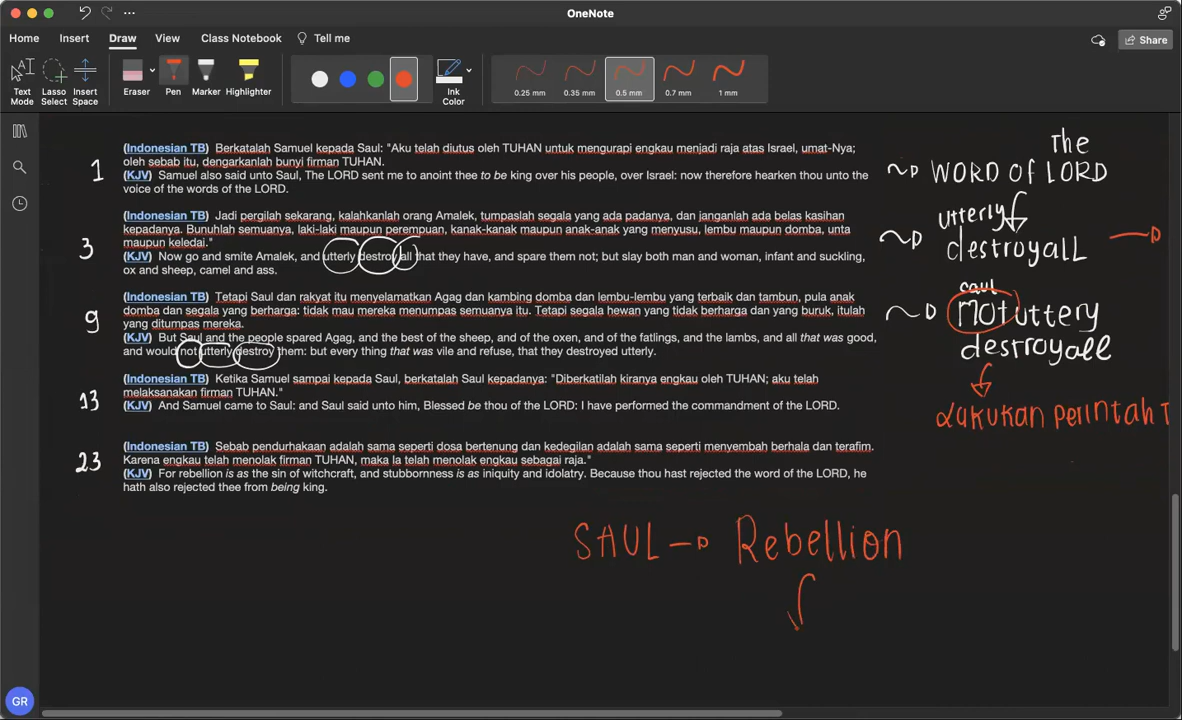 OneNote
Home Insert Draw View Class Notebook Tell me
Share
Text Mode
Lasso Select
Insert Space
Eraser
Pen
Marker
Highlighter
Ink Color
0.25 mm
0.35 mm
0.5 mm
0.7 mm
1 mm
1
(Indonesian TB) Berkatalah Samuel kepada Saul: "Aku telah diutus oleh TUHAN untuk mengurapi engkau menjadi raja atas Israel, umat-Nya;
oleh sebab itu, dengarkanlah bunyi firman TUHAN.
(KJV) Samuel also said unto Saul, The LORD sent me to anoint thee to be king over his people, over Israel: now therefore hearken thou unto the
voice of the words of the LORD.
3
(Indonesian TB) Jadi pergilah sekarang, kalahkanlah orang Amalek, tumpaslah segala yang ada padanya, dan janganlah ada belas kasihan
kepadanya. Bunuhlah semuanya, laki-laki maupun perempuan, kanak-kanak maupun anak-anak yang menyusu, lembu maupun domba, unta
maupun keledai."
(KJV) Now go and smite Amalek, and utterly destroy all that they have, and spare them not; but slay both man and woman, infant and suckling,
ox and sheep, camel and ass.
9
(Indonesian TB) Tetapi Saul dan rakyat itu menyelamatkan Agag dan kambing domba dan lembu-lembu yang terbaik dan tambun, pula anak
domba dan segala yang berharga: tidak mau mereka menumpas semuanya itu. Tetapi segala hewan yang tidak berharga dan yang buruk, itulah
yang ditumpas mereka.
(KJV) But Saul and the people spared Agag, and the best of the sheep, and of the oxen, and of the fatlings, and the lambs, and all that was good,
and would not utterly destroy them: but every thing that was vile and refuse, that they destroyed utterly.
13
(Indonesian TB) Ketika Samuel sampai kepada Saul, berkatalah Saul kepadanya: "Diberkatilah kiranya engkau oleh TUHAN; aku telah
melaksanakan firman TUHAN."
(KJV) And Samuel came to Saul: and Saul said unto him, Blessed be thou of the LORD: I have performed the commandment of the LORD.
23
(Indonesian TB) Sebab pendurhakaan adalah sama seperti dosa bertenung dan kedegilan adalah sama seperti menyembah berhala dan terafim.
Karena engkau telah menolak firman TUHAN, maka Ia telah menolak engkau sebagai raja."
(KJV) For rebellion is as the sin of witchcraft, and stubbornness is as iniquity and idolatry. Because thou hast rejected the word of the LORD, he
hath also rejected thee from being king.
The
WORD OF LORD
utterly
destroy all
saul
not uttery
destroy all
Lakukan perintah T
SAUL Rebellion
GR